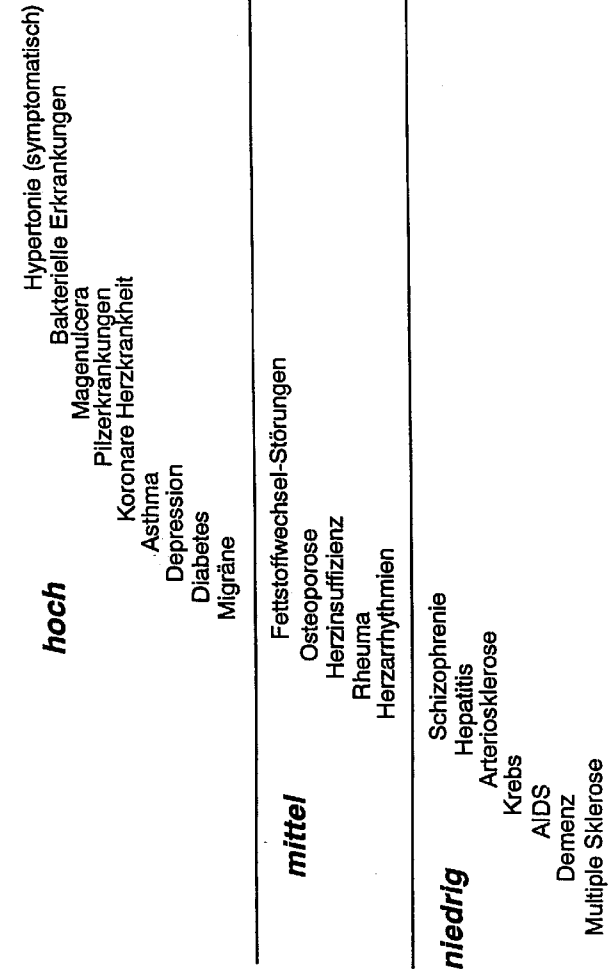 hoch
Hypertonie (symptomatisch)
Bakterielle Erkrankungen
Magenulcera
Pilzerkrankungen
Koronare Herzkrankheit
Asthma
Depression
Diabetes
Migräne
mittel
Fettstoffwechsel-Störungen
Osteoporose
Herzinsuffizienz
Rheuma
Herzarrhythmien
niedrig
Schizophrenie
Hepatitis
Arteriosklerose
Krebs
AIDS
Demenz
Multiple Sklerose